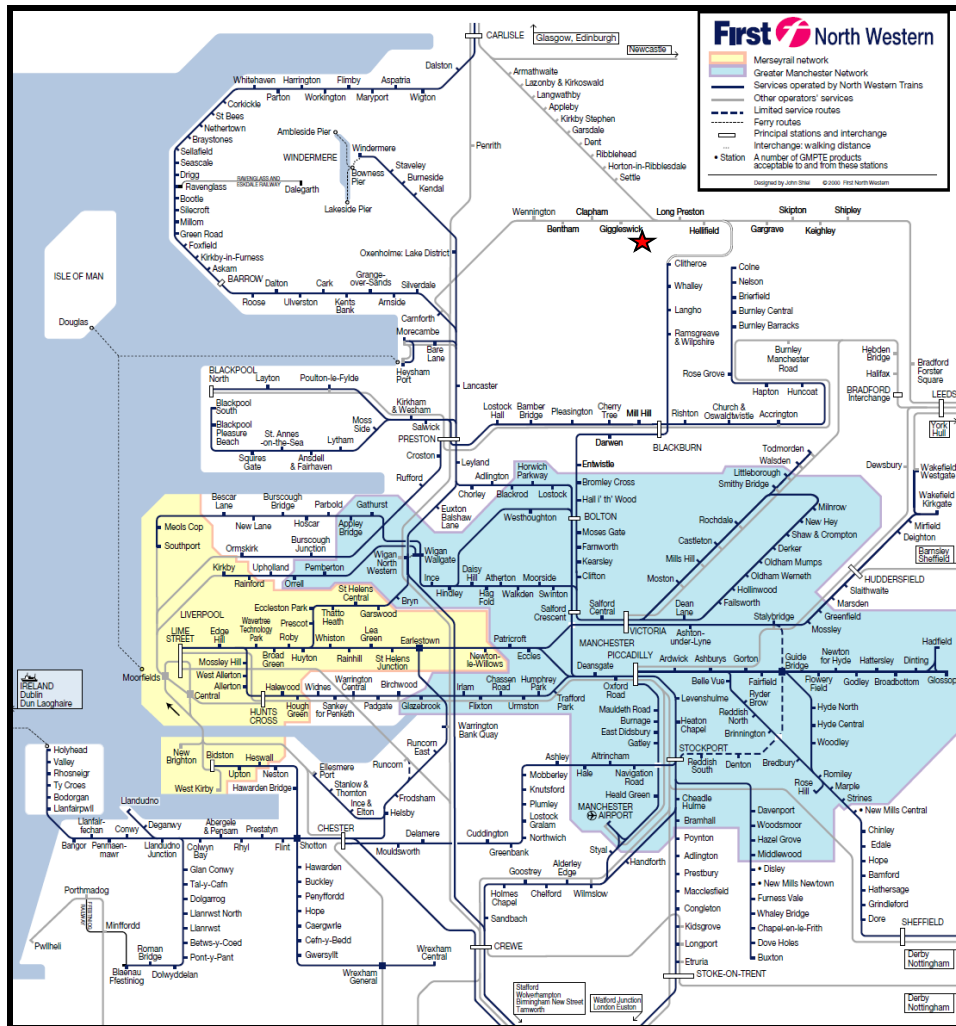 First North Western
Merseyrail network
Greater Manchester Network
Services operated by North Western Trains
Other operators' services
Limited service routes
Ferry routes
Principal stations and interchange
Interchange: walking distance
• Station
A number of GMPTE products
acceptable to and from these stations
Designed by John Shiel © 2000 First North Western
CARLISLE
Glasgow, Edinburgh
Newcastle
Dalston
Whitehaven
Harrington
Flimby
Aspatria
Parton
Workington
Maryport
Wigton
Corkickle
St Bees
Nethertown
Braystones
Sellafield
Seascale
Drigg
Ravenglass
Bootle
Silecroft
Millom
Green Road
Foxfield
Kirkby-in-Furness
Askam
BARROW
RAVENGLASS AND
ESKDALE RAILWAY
Dalegarth
Ambleside Pier
WINDERMERE
Windermere
Bowness
Pier
Lakeside Pier
Staveley
Burneside
Kendal
Penrith
Armathwaite
Lazonby & Kirkoswald
Langwathby
Appleby
Kirkby Stephen
Garsdale
Dent
Ribblehead
Horton-in-Ribblesdale
Settle
Wennington
Clapham
Long Preston
Skipton
Shipley
Bentham
Giggleswick
Hellifield
Gargrave
Keighley
Oxenholme: Lake District
ISLE OF MAN
Douglas
Roose
Dalton
Ulverston
Cark
Kents
Bank
Grange-
over-Sands
Arnside
Silverdale
Carnforth
Morecambe
Bare
Lane
Heysham
Port
Lancaster
Clitheroe
Whalley
Langho
Ramsgreave
& Wilpshire
Colne
Nelson
Brierfield
Burnley Central
Burnley Barracks
Rose Grove
Burnley
Manchester
Road
Hebden
Bridge
Halifax
BRADFORD
Interchange
Bradford
Forster
Square
LEEDS
York
Hull
Hapton
Huncoat
BLACKPOOL
North
Layton
Poulton-le-Fylde
Blackpool
South
Blackpool
Pleasure
Beach
Squires
Gate
St. Annes
-on-the-Sea
Ansdell
& Fairhaven
Lytham
Moss
Side
Kirkham
& Wesham
Salwick
PRESTON
Lostock
Hall
Bamber
Bridge
Pleasington
Cherry
Tree
Mill Hill
Rishton
Church &
Oswaldtwistle
Accrington
BLACKBURN
Darwen
Entwistle
Bromley Cross
Hall i' th' Wood
BOLTON
Moses Gate
Farnworth
Kearsley
Clifton
Todmorden
Walsden
Littleborough
Smithy Bridge
Rochdale
Castleton
Mills Hill
Moston
Milnrow
New Hey
Shaw & Crompton
Derker
Oldham Mumps
Oldham Werneth
Hollinwood
Failsworth
Dean
Lane
Dewsbury
Wakefield
Westgate
Wakefield
Kirkgate
Mirfield
Deighton
Barnsley
Sheffield
HUDDERSFIELD
Slaithwaite
Marsden
Greenfield
Mossley
Stalybridge
Croston
Rufford
Leyland
Euxton
Balshaw
Lane
Chorley
Adlington
Blackrod
Horwich
Parkway
Lostock
Westhoughton
Bescar
Lane
New Lane
Burscough
Bridge
Hoscar
Parbold
Appley
Bridge
Gathurst
Meols Cop
Southport
Ormskirk
Burscough
Junction
Kirkby
Rainford
Upholland
Orrell
Pemberton
Wigan
North
Western
Wigan
Wallgate
Ince
Hindley
Daisy
Hill
Hag
Fold
Atherton
Walkden
Moorside
Swinton
Salford
Crescent
Salford
Central
VICTORIA
MANCHESTER
PICCADILLY
Ashton-
under-Lyne
Bryn
Garswood
St Helens
Central
Thatto
Heath
Eccleston Park
Prescot
LIVERPOOL
LIME
STREET
Edge
Hill
Wavertree
Technology
Park
Broad
Green
Roby
Huyton
Whiston
Rainhill
Lea
Green
St Helens
Junction
Earlestown
Newton-
le-Willows
Patricroft
Eccles
Mossley Hill
West Allerton
Allerton
Moorfields
Central
HUNTS
CROSS
Halewood
Hough
Green
Widnes
Sankey
for Penketh
Warrington
Central
Padgate
Birchwood
Glazebrook
Irlam
Flixton
Chassen
Road
Urmston
Humphrey
Park
Trafford
Park
Deansgate
Oxford
Road
Ardwick
Ashburys
Gorton
Belle Vue
Fairfield
Guide
Bridge
Flowery
Field
Newton
for Hyde
Godley
Hattersley
Broadbottom
Dinting
Hadfield
Glossop
Ryder
Brow
Reddish
North
Brinnington
Bredbury
Hyde North
Hyde Central
Woodley
Romiley
Rose
Hill
Marple
Strines
• New Mills Central
Chinley
Edale
Hope
Bamford
Hathersage
Grindleford
Dore
SHEFFIELD
Derby
Nottingham
Derby
Nottingham
Mauldeth Road
Burnage
East Didsbury
Gatley
Heald Green
MANCHESTER
AIRPORT
Styal
Handforth
Levenshulme
Heaton
Chapel
STOCKPORT
Reddish
South
Denton
Cheadle
Hulme
Bramhall
Poynton
Adlington
Prestbury
Macclesfield
Congleton
Kidsgrove
Longport
Etruria
STOKE-ON-TRENT
Davenport
Woodsmoor
Hazel Grove
Middlewood
• Disley
• New Mills Newtown
Furness Vale
Whaley Bridge
Chapel-en-le-Frith
Dove Holes
Buxton
IRELAND
Dublin
Dun Laoghaire
New
Brighton
Bidston
Upton
Heswall
Neston
West Kirby
Hawarden Bridge
Ellesmere
Port
Stanlow &
Thornton
Ince &
Elton
Runcorn
Runcorn
East
Warrington
Bank Quay
Frodsham
Helsby
CHESTER
Mouldsworth
Delamere
Cuddington
Greenbank
Northwich
Lostock
Gralam
Plumley
Knutsford
Mobberley
Ashley
Hale
Altrincham
Navigation
Road
Holyhead
Valley
Rhosneigr
Ty Croes
Bodorgan
Llanfairpwll
Bangor
Llanfair-
fechan
Penmaen-
mawr
Conwy
Llandudno
Deganwy
Llandudno
Junction
Colwyn
Bay
Abergele
& Pensarn
Rhyl
Prestatyn
Flint
Shotton
Hawarden
Buckley
Penyffordd
Hope
Caergwrle
Cefn-y-Bedd
Gwersyllt
Wrexham
General
Wrexham
Central
Glan Conwy
Tal-y-Cafn
Dolgarrog
Llanrwst North
Llanrwst
Betws-y-Coed
Pont-y-Pant
Dolwyddelan
Roman
Bridge
Blaenau
Ffestiniog
Porthmadog
Minffordd
Pwllheli
Goostrey
Holmes
Chapel
Chelford
Alderley
Edge
Wilmslow
Sandbach
CREWE
Stafford
Wolverhampton
Birmingham New Street
Tamworth
Watford Junction
London Euston